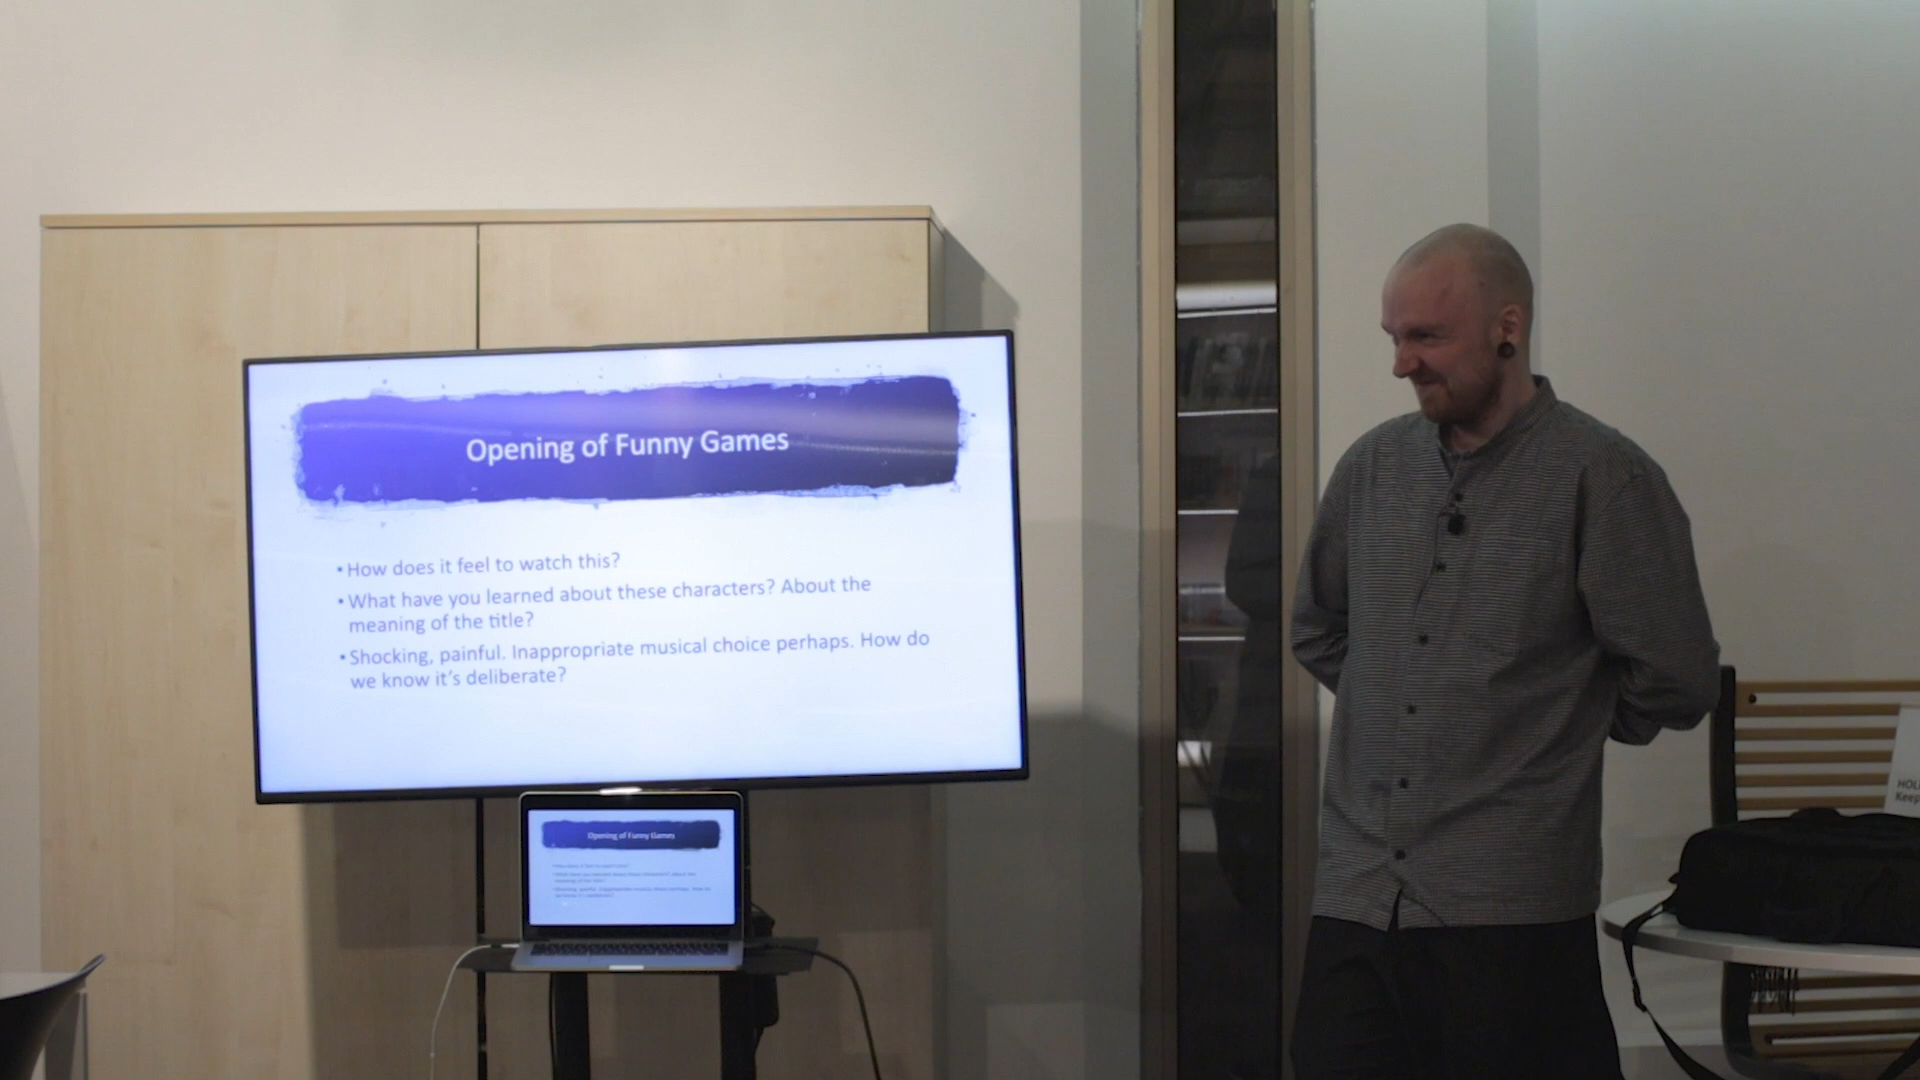 Opening of Funny Games
•How does it feel to watch this?
•What have you learned about these characters? About the
meaning of the title?
•Shocking, painful. Inappropriate musical choice perhaps. How do
we know it's deliberate?
Opening of Funny Games
HOL
Keep